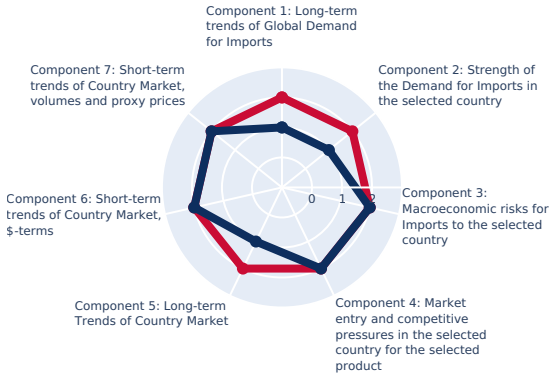 Component 1: Long-term
trends of Global Demand
for Imports
Component 2: Strength of
the Demand for Imports in
the selected country
Component 3:
Macroeconomic risks for
Imports to the selected
country
Component 4: Market
entry and competitive
pressures in the selected
country for the selected
product
Component 5: Long-term
Trends of Country Market
Component 6: Short-term
trends of Country Market,
$-terms
Component 7: Short-term
trends of Country Market,
volumes and proxy prices
0 1 2